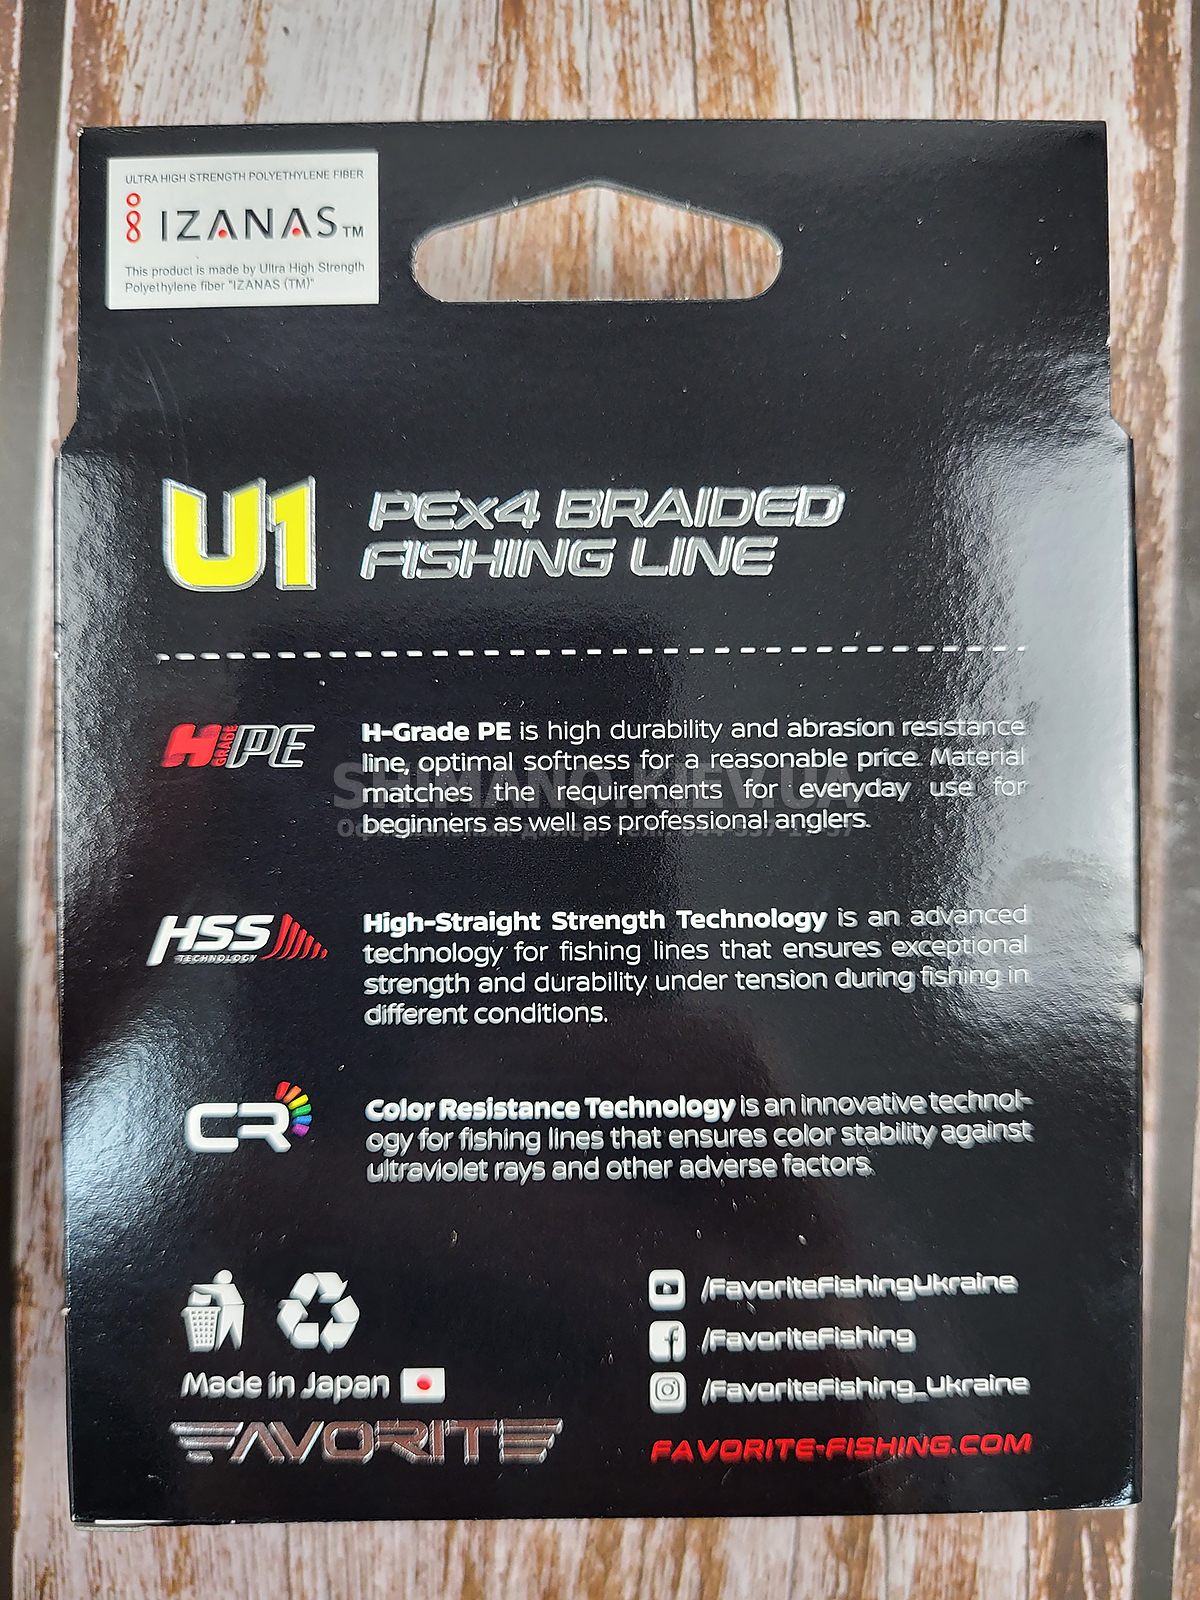 ULTRA HIGH STRENGTH POLYETHYLENE FIBER
IZANAS TM
This product is made by Ultra High Strength
Polyethylene fiber "IZANAS (TM)"
U1
PEx4 BRAIDED
FISHING LINE
H GRADE PE
H-Grade PE is high durability and abrasion resistance
line, optimal softness for a reasonable price. Material
matches the requirements for everyday use for
beginners as well as professional anglers.
SHIMANO.KIEV.UA
HSS
TECHNOLOGY
High-Straight Strength Technology is an advanced
technology for fishing lines that ensures exceptional
strength and durability under tension during fishing in
different conditions.
CR
Color Resistance Technology is an innovative technol-
ogy for fishing lines that ensures color stability against
ultraviolet rays and other adverse factors.
/FavoriteFishingUkraine
/FavoriteFishing
/FavoriteFishing_Ukraine
Made in Japan
FAVORITE
FAVORITE-FISHING.COM